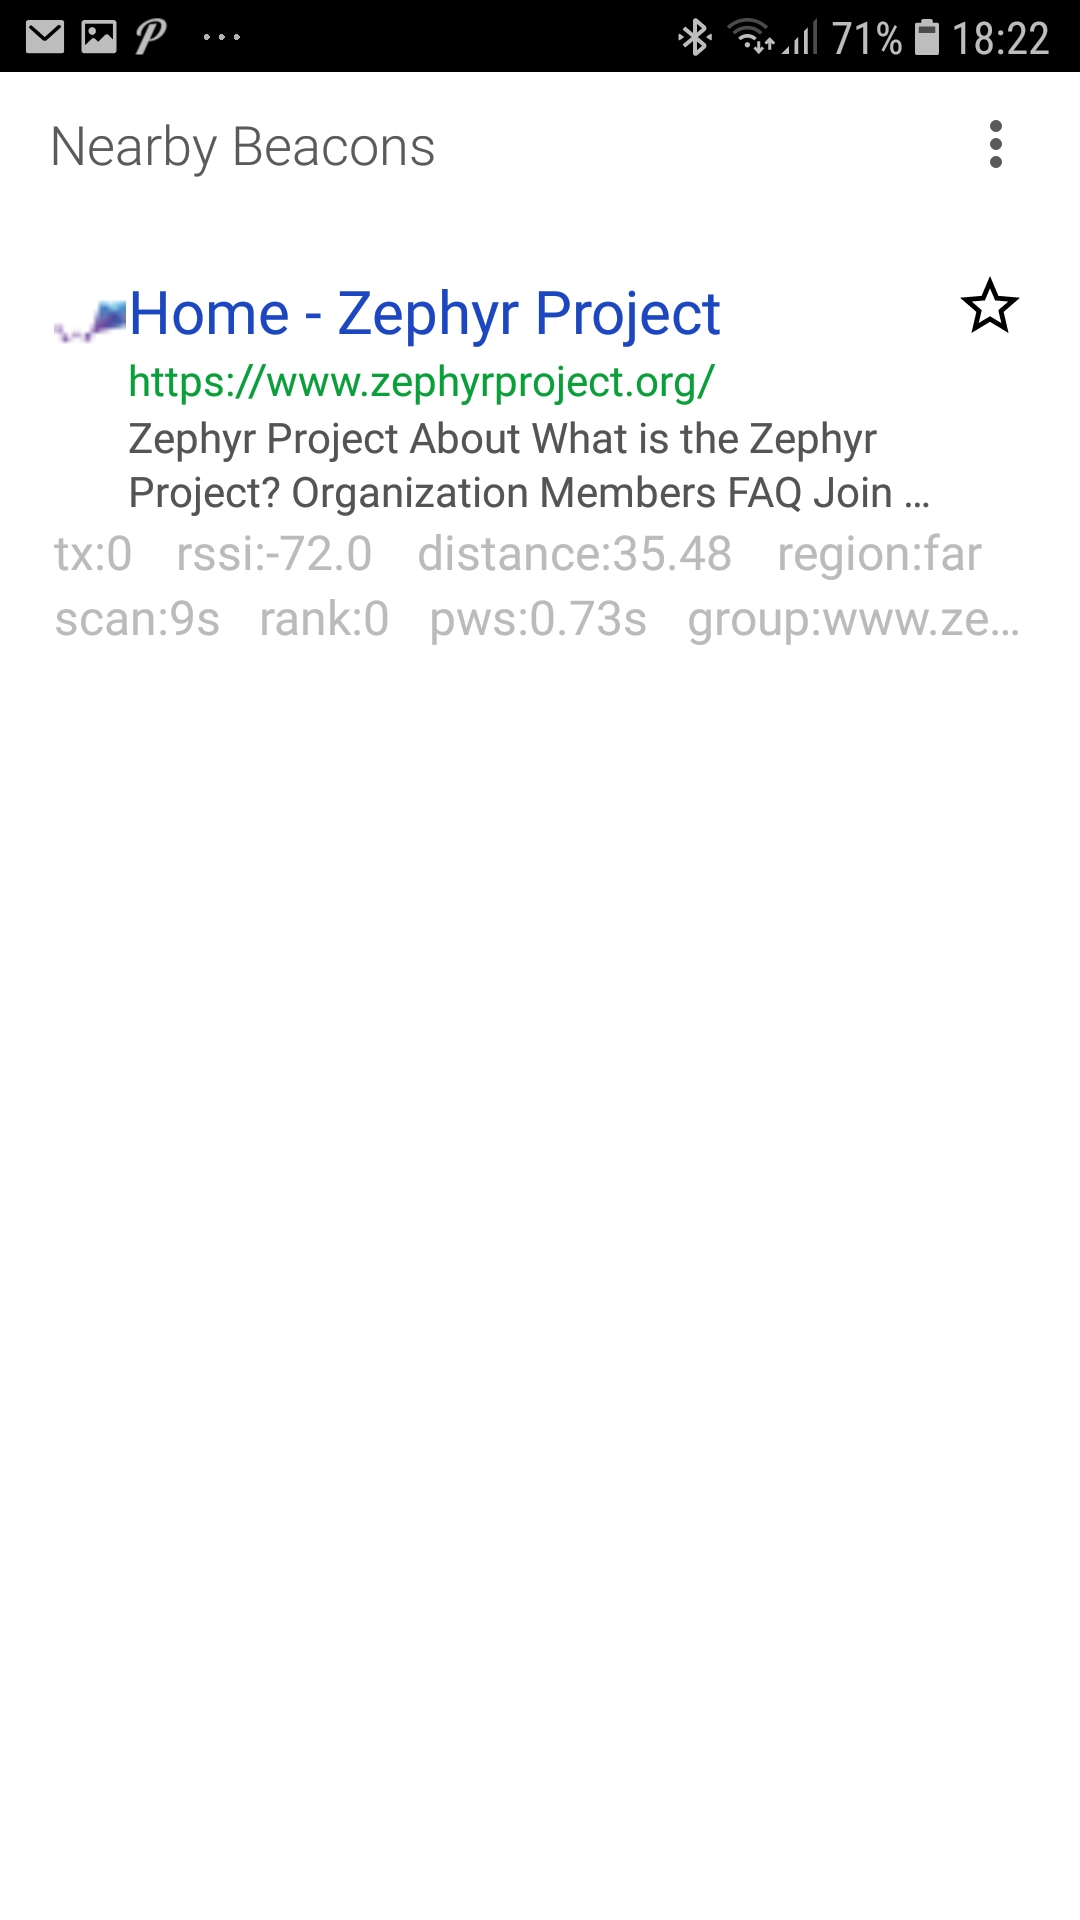 71% 18:22
Nearby Beacons
Home - Zephyr Project
https://www.zephyrproject.org/
Zephyr Project About What is the Zephyr
Project? Organization Members FAQ Join ...
tx:0 rssi:-72.0 distance:35.48 region:far
scan:9s rank:0 pws:0.73s group:www.ze...